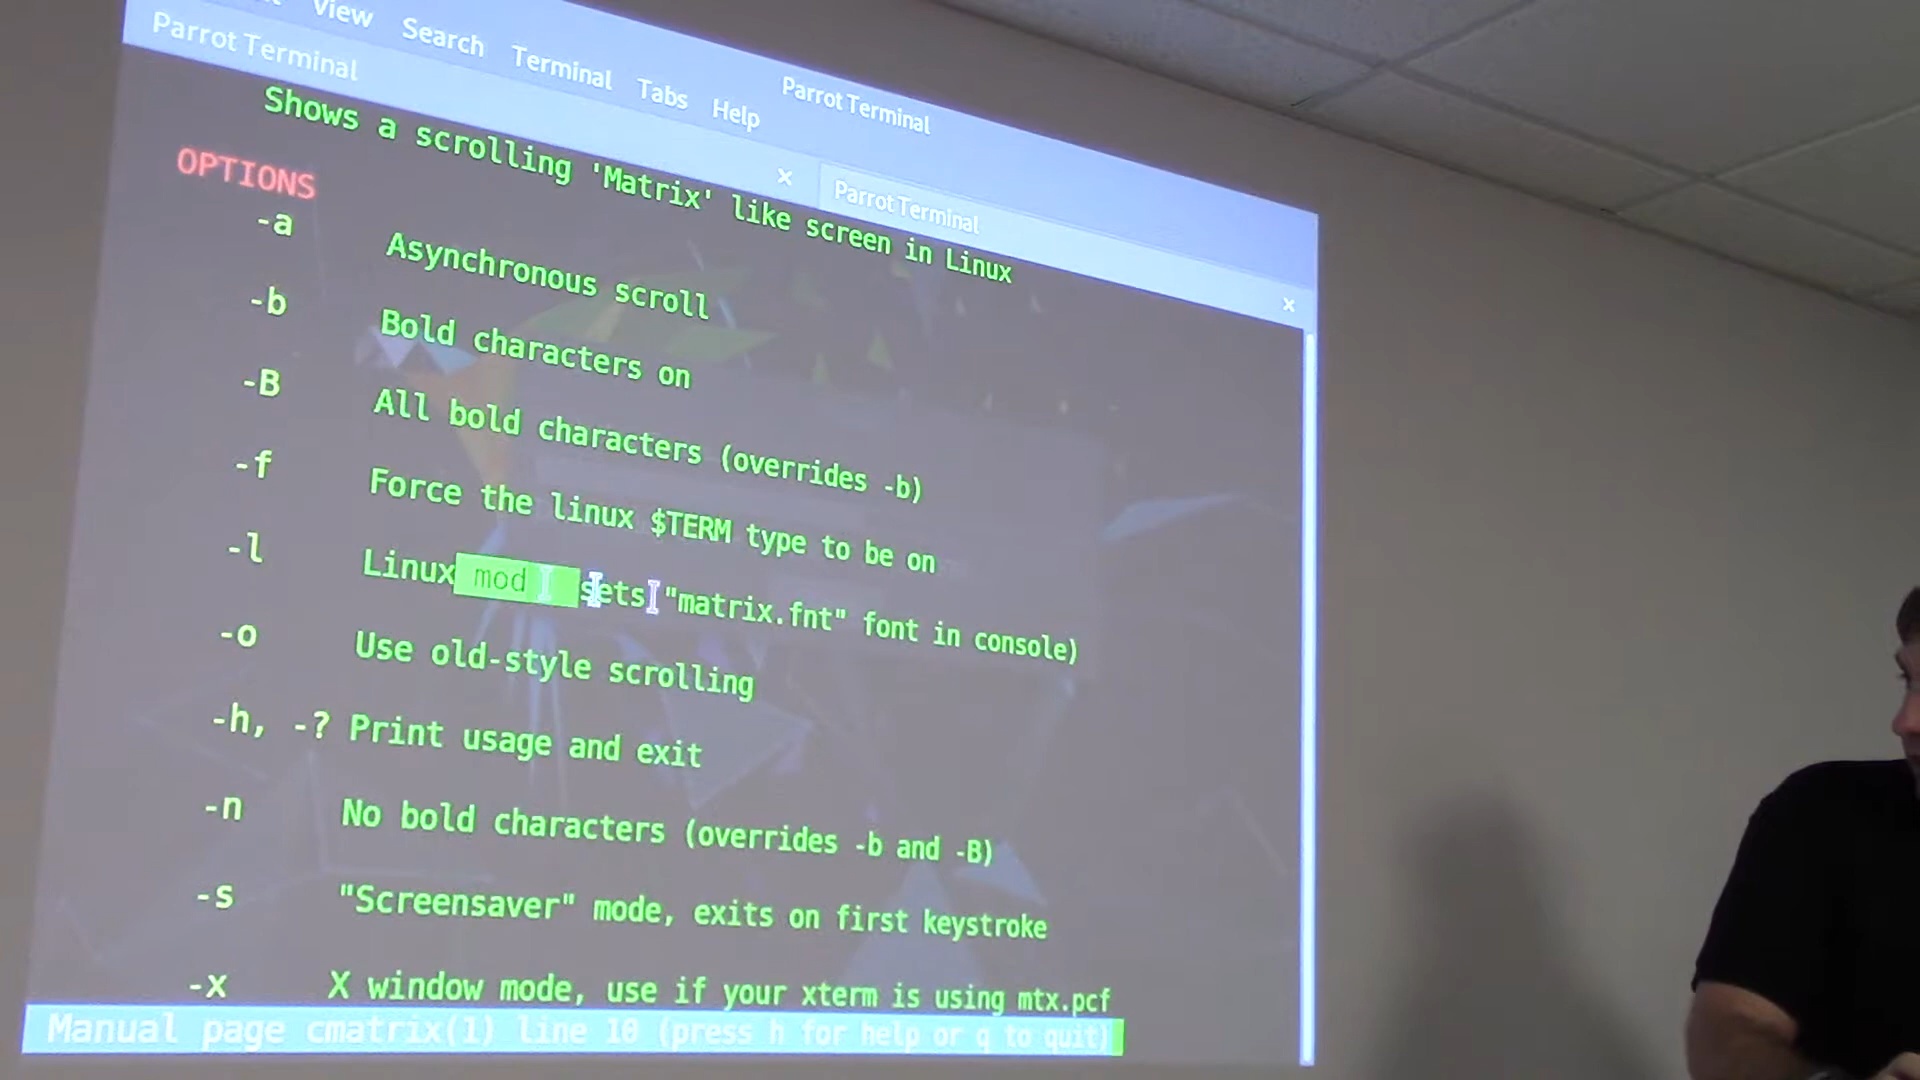 View Search Terminal Tabs Help
Parrot Terminal
Parrot Terminal
Parrot Terminal
Shows a scrolling 'Matrix' like screen in Linux
OPTIONS
-a Asynchronous scroll
-b Bold characters on
-B All bold characters (overrides -b)
-f Force the linux $TERM type to be on
-l Linux mod sets "matrix.fnt" font in console)
-o Use old-style scrolling
-h, -? Print usage and exit
-n No bold characters (overrides -b and -B)
-s "Screensaver" mode, exits on first keystroke
-x X window mode, use if your xterm is using mtx.pcf
Manual page cmatrix(1) line 10 (press h for help or q to quit)